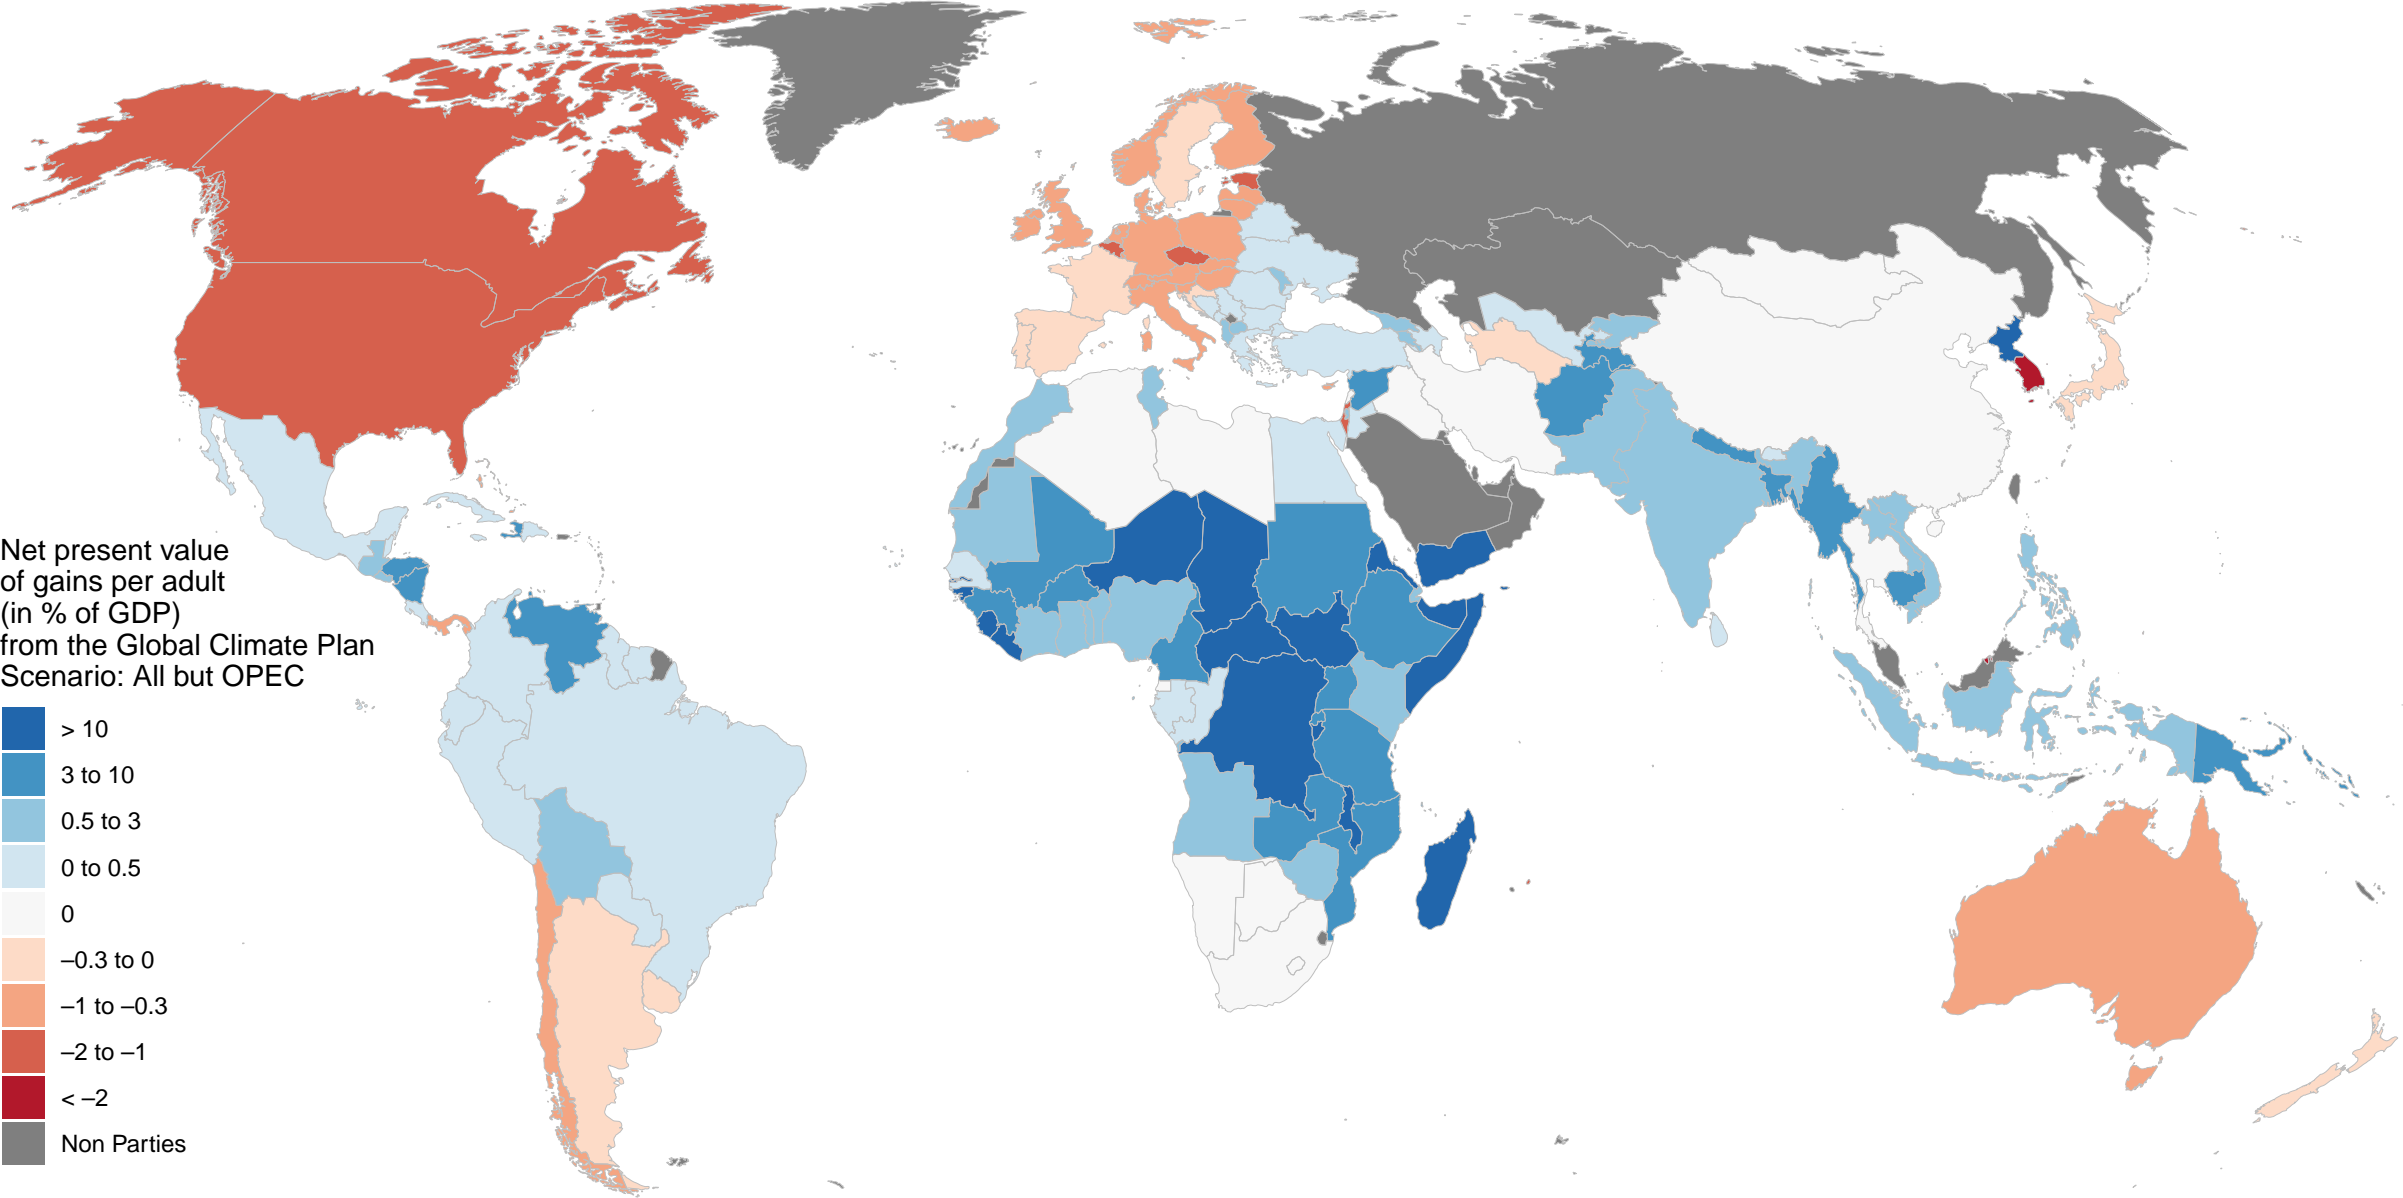 Net present value
of gains per adult
(in % of GDP)
from the Global Climate Plan
Scenario: All but OPEC
> 10
3 to 10
0.5 to 3
0 to 0.5
0
–0.3 to 0
–1 to –0.3
–2 to –1
< –2
Non Parties